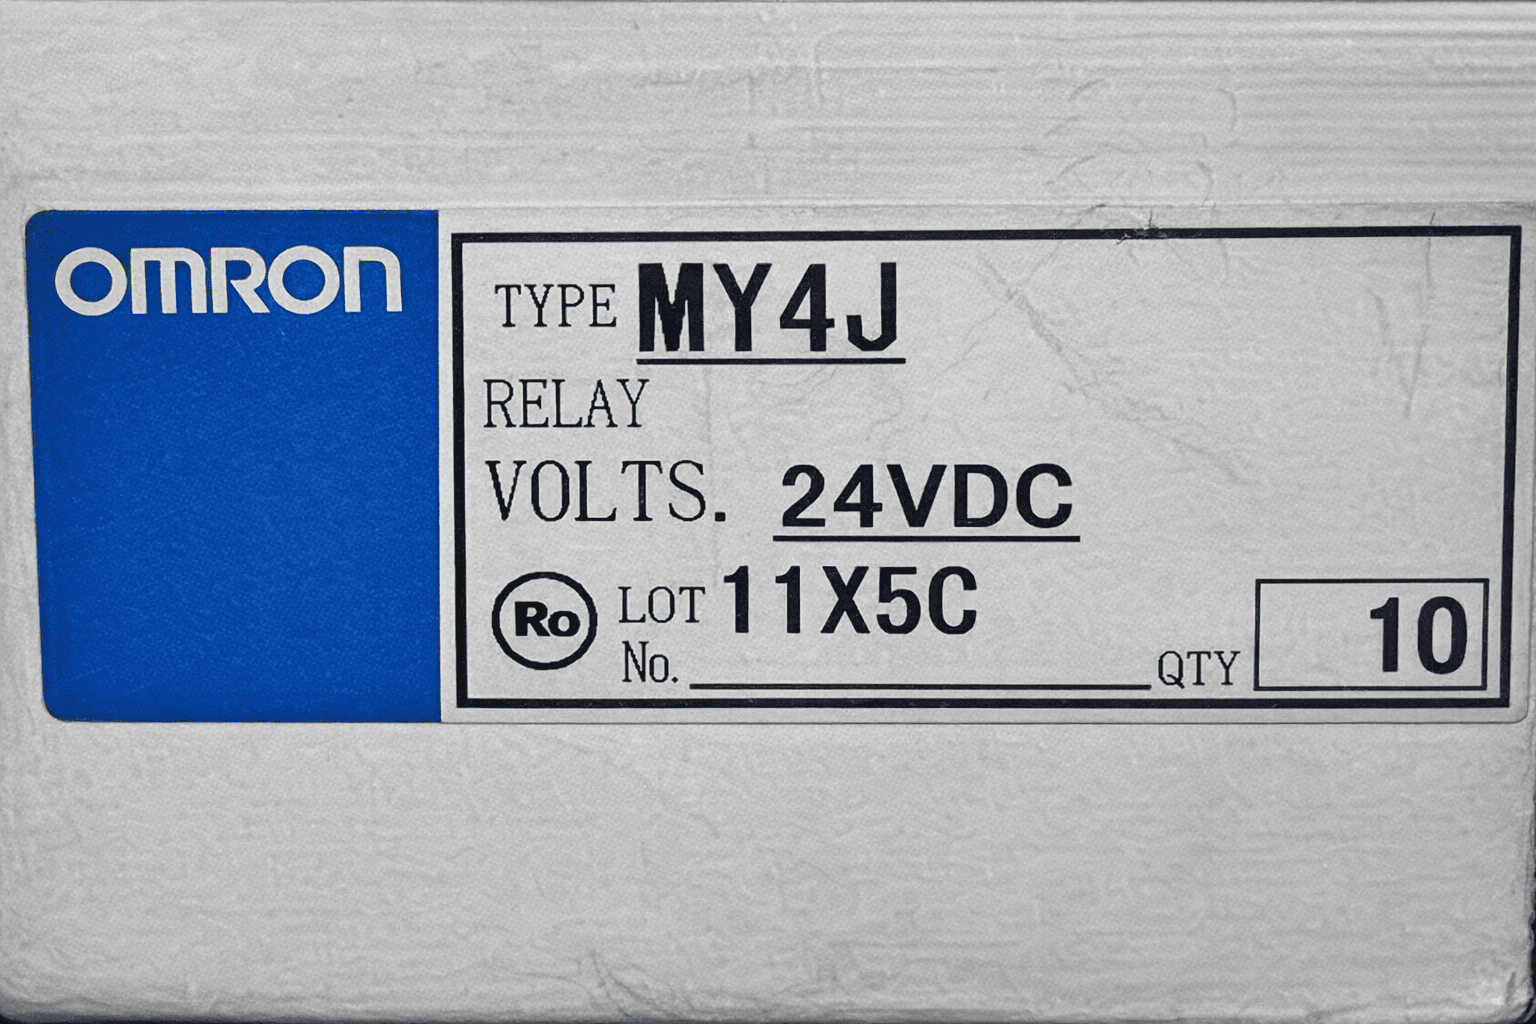 OMRON
TYPE MY4J
RELAY
VOLTS. 24VDC
Ro LOT No. 11X5C
QTY 10